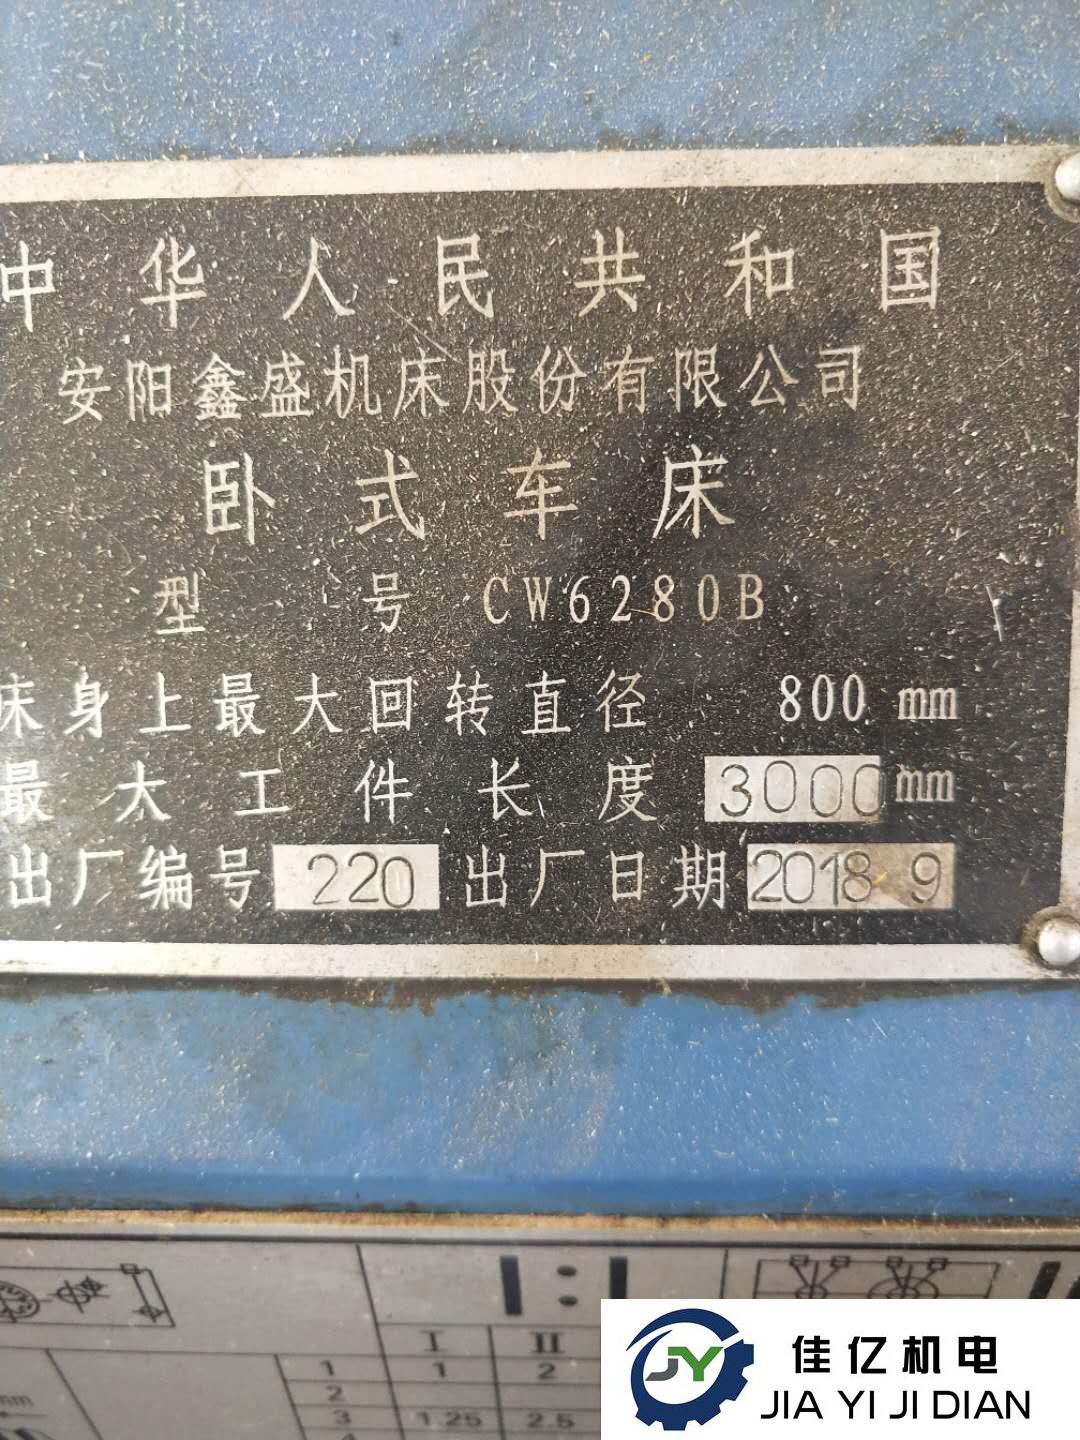 中华人民共和国
安阳鑫盛机床股份有限公司
卧式车床
型号 CW6280B
床身上最大回转直径 800 mm
最大工件长度 3000 mm
出厂编号 220 出厂日期 2018 9
I II
1 1 2
2
3 1.25 2.5
mm
JY
佳亿机电
JIA YI JI DIAN